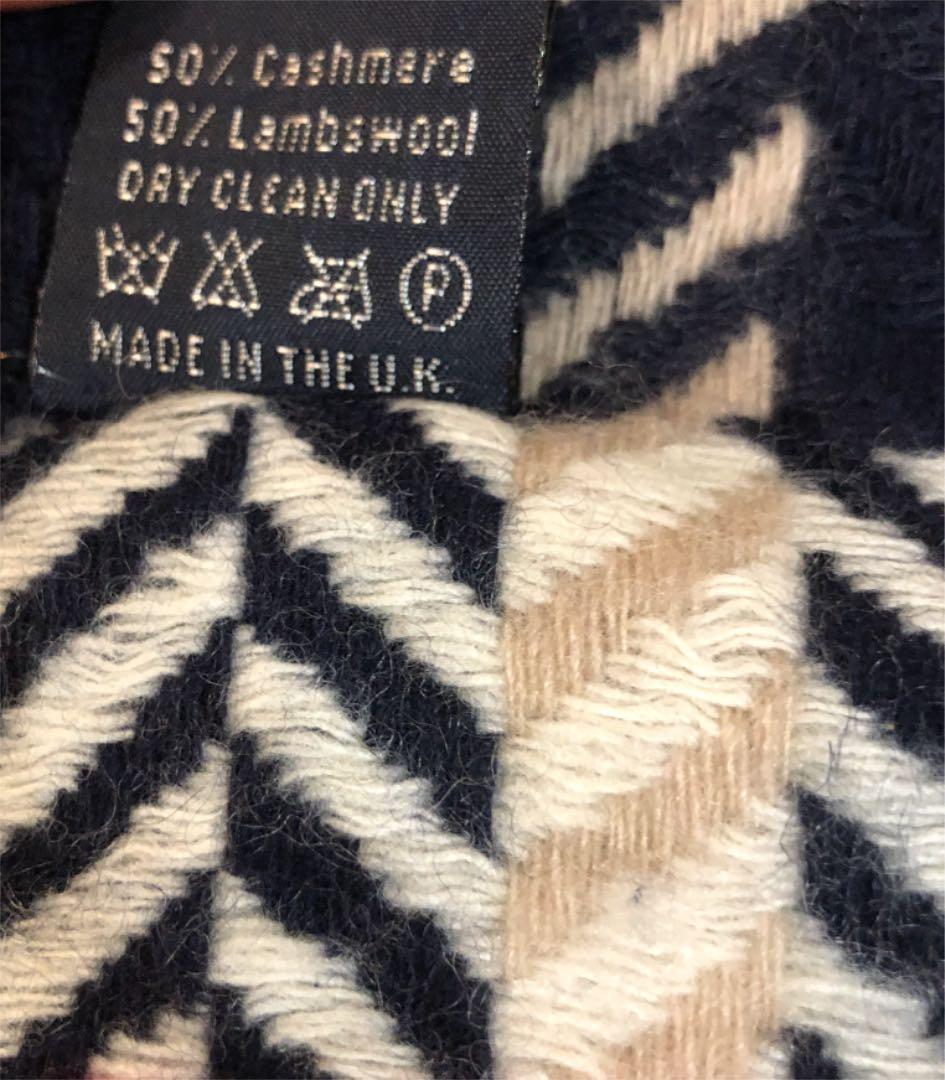 50% Cashmere
50% Lambswool
DRY CLEAN ONLY
P
MADE IN THE U.K.